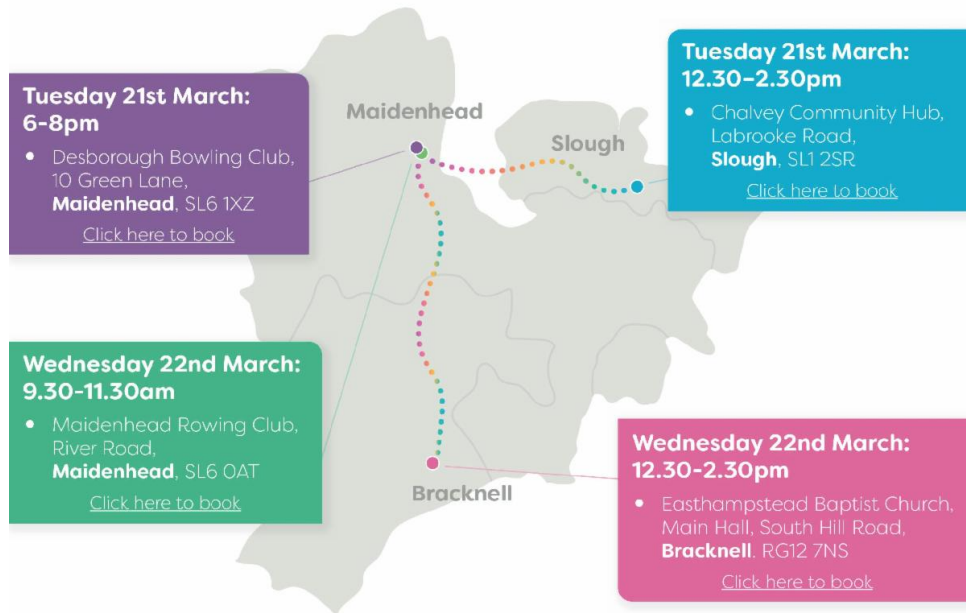 Tuesday 21st March:
6-8pm
• Desborough Bowling Club,
10 Green Lane,
Maidenhead, SL6 1XZ
Click here to book
Maidenhead
Slough
Tuesday 21st March:
12.30-2.30pm
• Chalvey Community Hub,
Labrooke Road,
Slough, SL1 2SR
Click here to book
Wednesday 22nd March:
9.30-11.30am
• Maidenhead Rowing Club,
River Road,
Maidenhead, SL6 0AT
Click here to book
Bracknell
Wednesday 22nd March:
12.30-2.30pm
• Easthampstead Baptist Church,
Main Hall, South Hill Road,
Bracknell. RG12 7NS
Click here to book